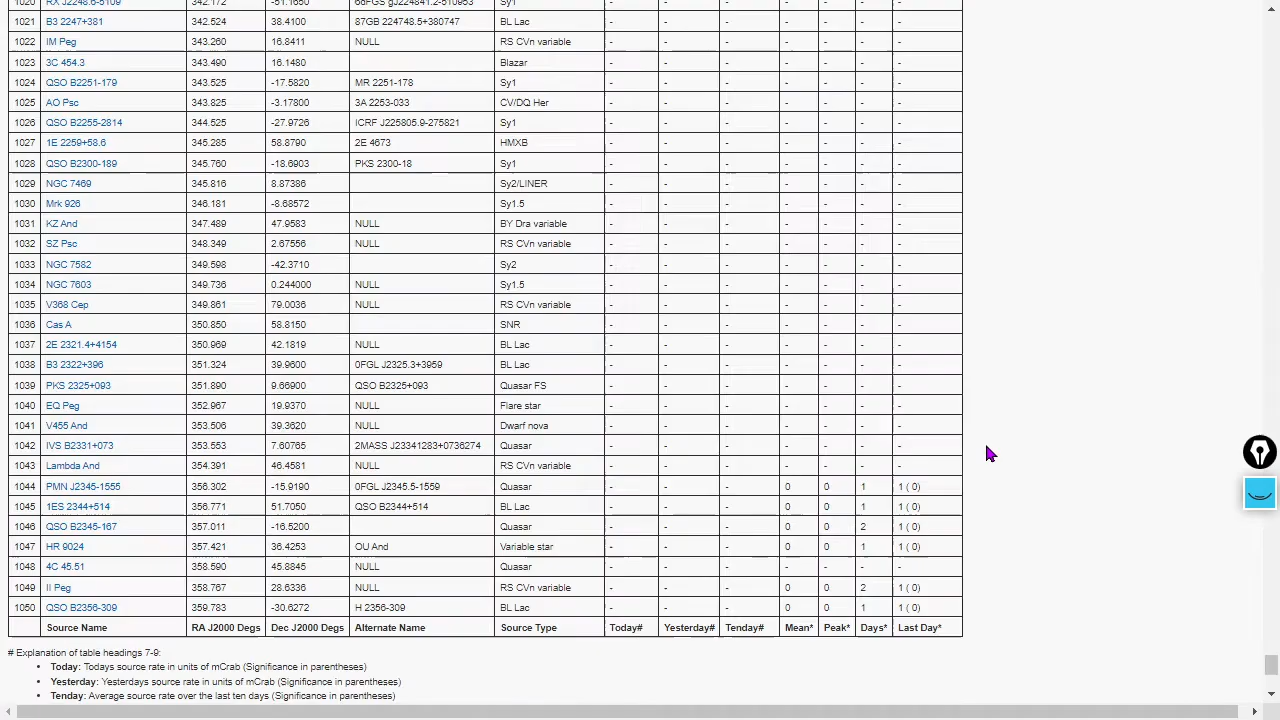 1020 RX J2248.6-5109 342.172 -51.1650 6dFGS gJ224841.2-510953 Sy1 - - - - - - -
1021 B3 2247+381 342.524 38.4100 87GB 224748.5+380747 BL Lac - - - - - - -
1022 IM Peg 343.260 16.8411 NULL RS CVn variable - - - - - - -
1023 3C 454.3 343.490 16.1480 Blazar - - - - - - -
1024 QSO B2251-179 343.525 -17.5820 MR 2251-178 Sy1 - - - - - - -
1025 AO Psc 343.825 -3.17800 3A 2253-033 CV/DQ Her - - - - - - -
1026 QSO B2255-2814 344.525 -27.9726 ICRF J225805.9-275821 Sy1 - - - - - - -
1027 1E 2259+58.6 345.285 58.8790 2E 4673 HMXB - - - - - - -
1028 QSO B2300-189 345.760 -18.6903 PKS 2300-18 Sy1 - - - - - - -
1029 NGC 7469 345.816 8.87386 Sy2/LINER - - - - - - -
1030 Mrk 926 346.181 -8.68572 Sy1.5 - - - - - - -
1031 KZ And 347.489 47.9583 NULL BY Dra variable - - - - - - -
1032 SZ Psc 348.349 2.67556 NULL RS CVn variable - - - - - - -
1033 NGC 7582 349.598 -42.3710 Sy2 - - - - - - -
1034 NGC 7603 349.736 0.244000 NULL Sy1.5 - - - - - - -
1035 V368 Cep 349.861 79.0036 NULL RS CVn variable - - - - - - -
1036 Cas A 350.850 58.8150 SNR - - - - - - -
1037 2E 2321.4+4154 350.969 42.1819 NULL BL Lac - - - - - - -
1038 B3 2322+396 351.324 39.9600 0FGL J2325.3+3959 BL Lac - - - - - - -
1039 PKS 2325+093 351.890 9.66900 QSO B2325+093 Quasar FS - - - - - - -
1040 EQ Peg 352.967 19.9370 NULL Flare star - - - - - - -
1041 V455 And 353.506 39.3620 NULL Dwarf nova - - - - - - -
1042 IVS B2331+073 353.553 7.60765 2MASS J23341283+0736274 Quasar - - - - - - -
1043 Lambda And 354.391 46.4581 NULL RS CVn variable - - - - - - -
1044 PMN J2345-1555 356.302 -15.9190 0FGL J2345.5-1559 Quasar - - - 0 0 1 1 ( 0)
1045 1ES 2344+514 356.771 51.7050 QSO B2344+514 BL Lac - - - 0 0 1 1 ( 0)
1046 QSO B2345-167 357.011 -16.5200 Quasar - - - 0 0 2 1 ( 0)
1047 HR 9024 357.421 36.4253 OU And Variable star - - - 0 0 1 1 ( 0)
1048 4C 45.51 358.590 45.8845 NULL Quasar - - - - - - -
1049 II Peg 358.767 28.6336 NULL RS CVn variable - - - 0 0 2 1 ( 0)
1050 QSO B2356-309 359.783 -30.6272 H 2356-309 BL Lac - - - 0 0 1 1 ( 0)
Source Name RA J2000 Degs Dec J2000 Degs Alternate Name Source Type Today# Yesterday# Tenday# Mean* Peak* Days* Last Day*
# Explanation of table headings 7-9:
• Today: Todays source rate in units of mCrab (Significance in parentheses)
• Yesterday: Yesterdays source rate in units of mCrab (Significance in parentheses)
• Tenday: Average source rate over the last ten days (Significance in parentheses)